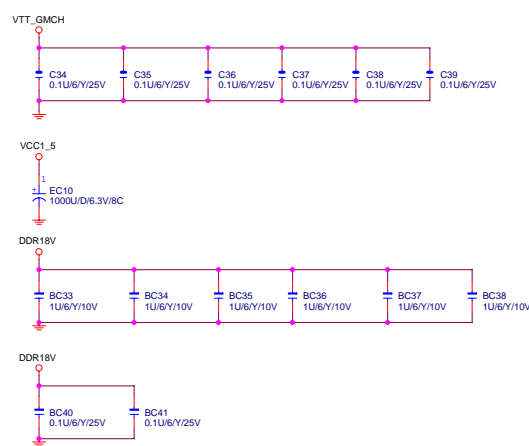 VTT_GMCH
C34 C35 C36 C37 C38 C39
0.1U/6/Y/25V 0.1U/6/Y/25V 0.1U/6/Y/25V 0.1U/6/Y/25V 0.1U/6/Y/25V 0.1U/6/Y/25V
VCC1_5
1
+ EC10
1000U/D/6.3V/8C
DDR18V
BC33 BC34 BC35 BC36 BC37 BC38
1U/6/Y/10V 1U/6/Y/10V 1U/6/Y/10V 1U/6/Y/10V 1U/6/Y/10V 1U/6/Y/10V
DDR18V
BC40 BC41
0.1U/6/Y/25V 0.1U/6/Y/25V